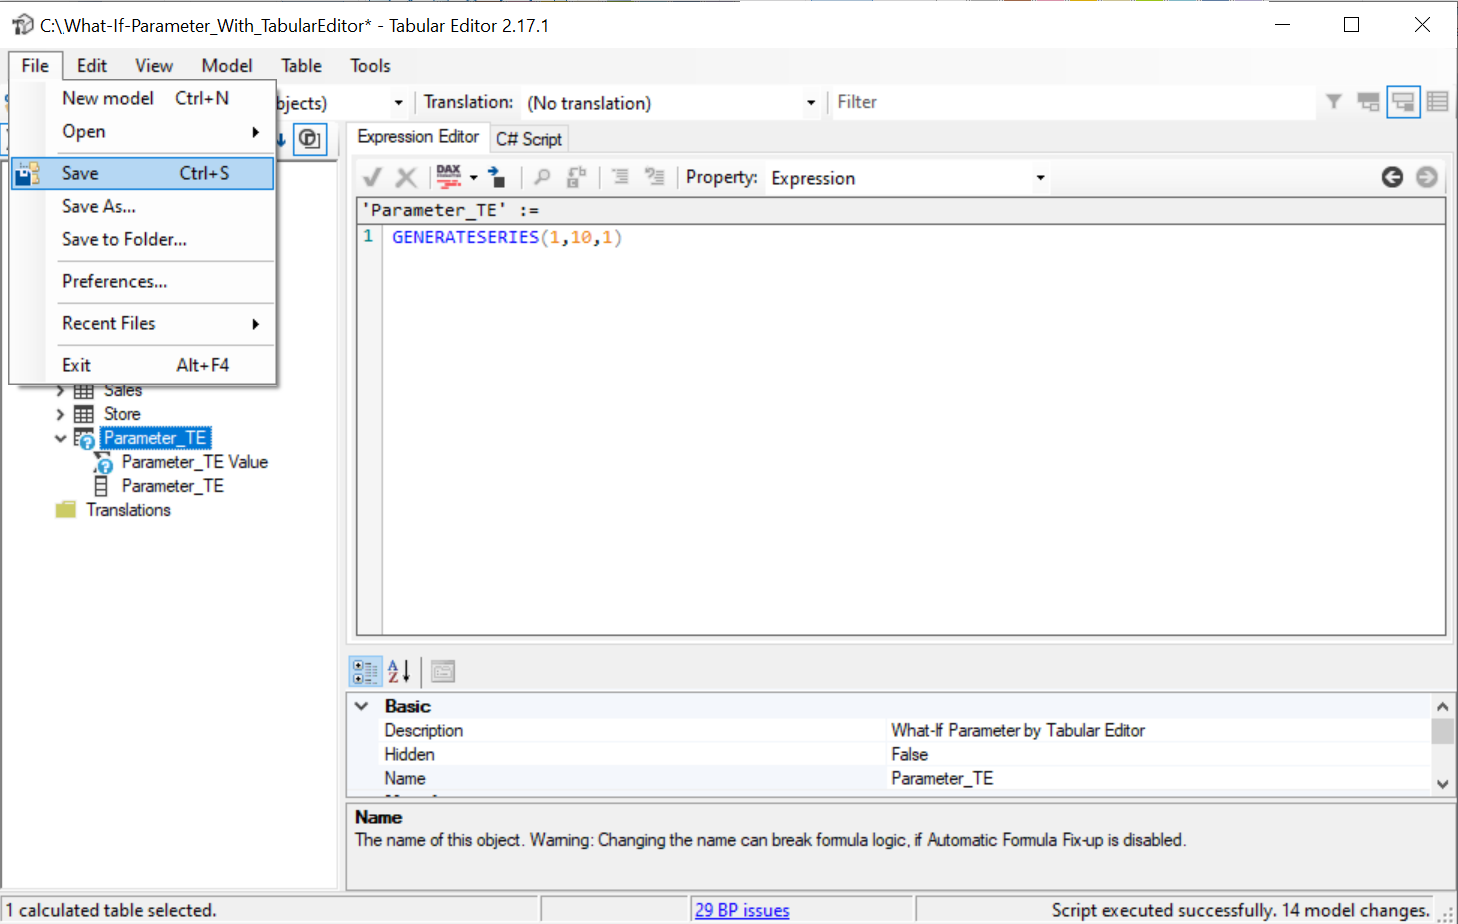 C:\.What-If-Parameter_With_TabularEditor* - Tabular Editor 2.17.1
File Edit View Model Table Tools
New model Ctrl+N
Open
Save Ctrl+S
Save As...
Save to Folder...
Preferences...
Recent Files
Exit Alt+F4
bjects) Translation: (No translation) Filter
Expression Editor C# Script
DAX Property: Expression
'Parameter_TE' :=
1 GENERATESERIES(1,10,1)
Sales
Store
Parameter_TE
Parameter_TE Value
Parameter_TE
Translations
A
Z
Basic
Description What-If Parameter by Tabular Editor
Hidden False
Name Parameter_TE
Name
The name of this object. Warning: Changing the name can break formula logic, if Automatic Formula Fix-up is disabled.
1 calculated table selected. 29 BP issues Script executed successfully. 14 model changes.